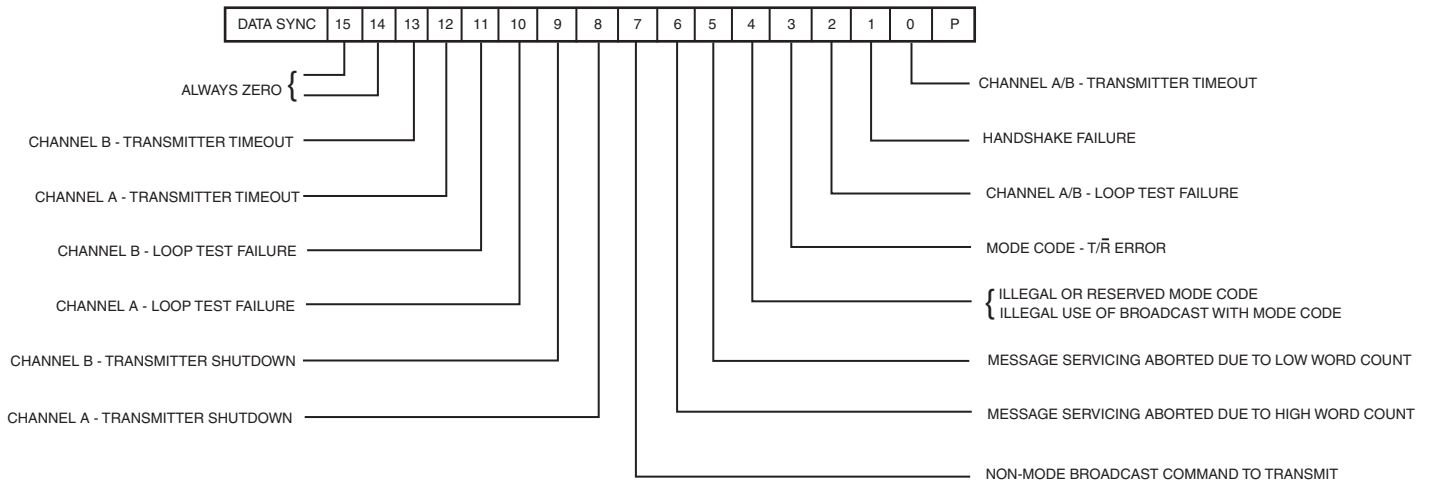 DATA SYNC 15 14 13 12 11 10 9 8 7 6 5 4 3 2 1 0 P
ALWAYS ZERO {
CHANNEL B - TRANSMITTER TIMEOUT
CHANNEL A - TRANSMITTER TIMEOUT
CHANNEL B - LOOP TEST FAILURE
CHANNEL A - LOOP TEST FAILURE
CHANNEL B - TRANSMITTER SHUTDOWN
CHANNEL A - TRANSMITTER SHUTDOWN
CHANNEL A/B - TRANSMITTER TIMEOUT
HANDSHAKE FAILURE
CHANNEL A/B - LOOP TEST FAILURE
MODE CODE - T/R̅ ERROR
{ ILLEGAL OR RESERVED MODE CODE
ILLEGAL USE OF BROADCAST WITH MODE CODE
MESSAGE SERVICING ABORTED DUE TO LOW WORD COUNT
MESSAGE SERVICING ABORTED DUE TO HIGH WORD COUNT
NON-MODE BROADCAST COMMAND TO TRANSMIT